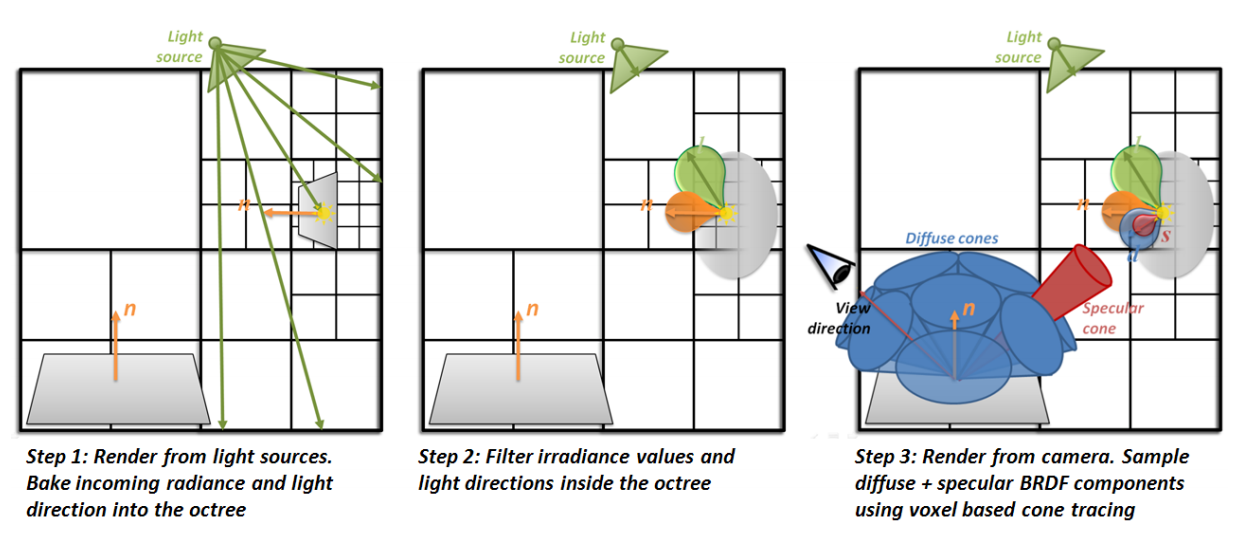 Light
source
n
n
Step 1: Render from light sources.
Bake incoming radiance and light
direction into the octree
Light
source
l
n
n
Step 2: Filter irradiance values and
light directions inside the octree
Light
source
l
n
s
d
Diffuse cones
View
direction
n
Specular
cone
Step 3: Render from camera. Sample
diffuse + specular BRDF components
using voxel based cone tracing